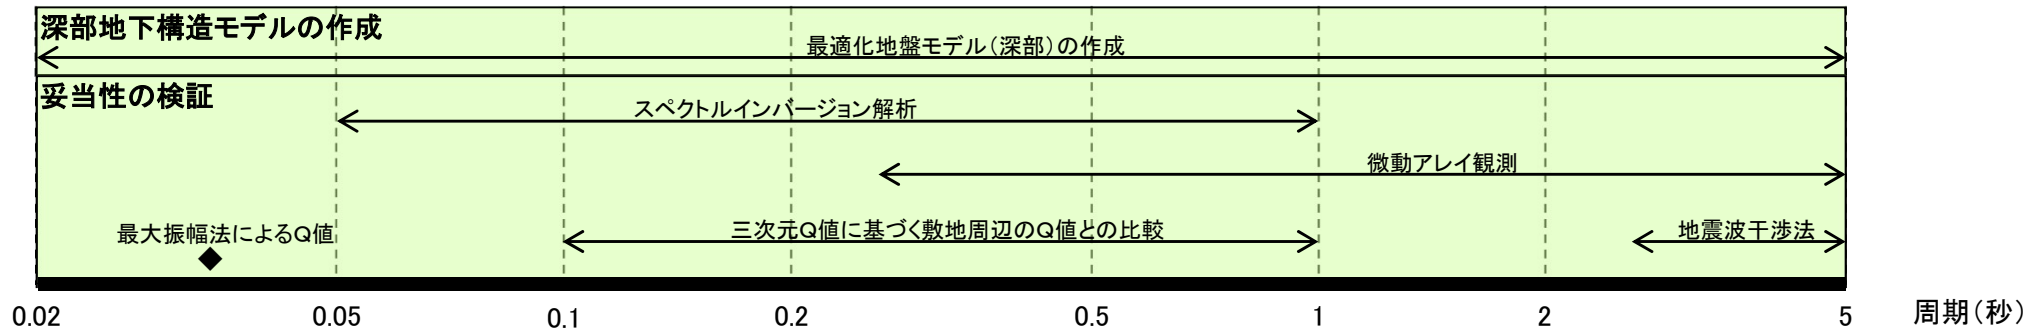 深部地下構造モデルの作成
最適化地盤モデル（深部）の作成
妥当性の検証
スペクトルインバージョン解析
微動アレイ観測
最大振幅法によるQ値
三次元Q値に基づく敷地周辺のQ値との比較
地震波干渉法
0.02 0.05 0.1 0.2 0.5 1 2 5 周期（秒）